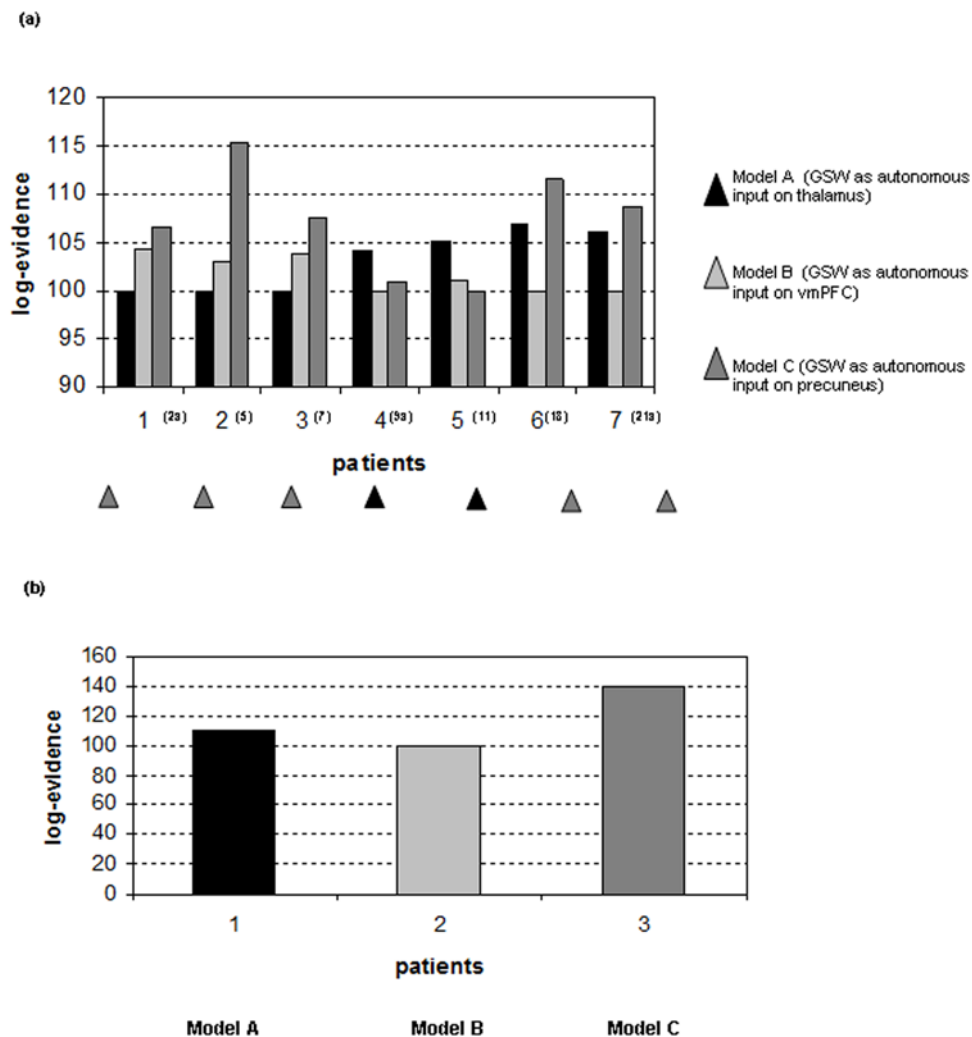 (a)
120
115
110
105
100
95
90
log-evidence
1 (2a) 2 (5) 3 (7) 4 (9a) 5 (11) 6 (18) 7 (21a)
patients
Model A (GSW as autonomous
input on thalamus)
Model B (GSW as autonomous
input on vmPFC)
Model C (GSW as autonomous
input on precuneus)
(b)
160
140
120
100
80
60
40
20
0
log-evidence
1 2 3
patients
Model A Model B Model C